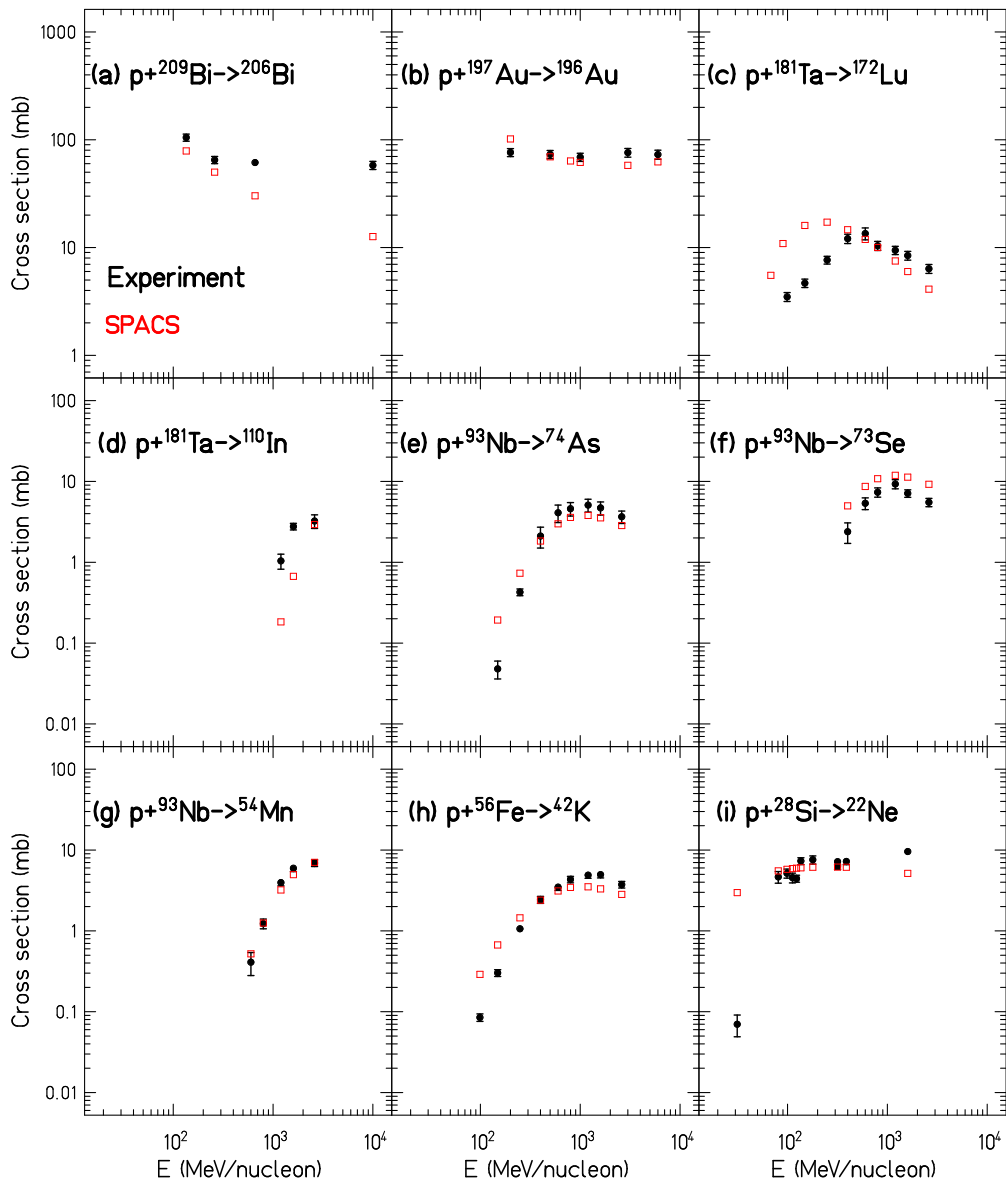 1000
(a) p+²⁰⁹Bi->²⁰⁶Bi
(b) p+¹⁹⁷Au->¹⁹⁶Au
(c) p+¹⁸¹Ta->¹⁷²Lu
Cross section (mb)
100
10
1
Experiment
SPACS
100
(d) p+¹⁸¹Ta->¹¹⁰In
(e) p+⁹³Nb->⁷⁴As
(f) p+⁹³Nb->⁷³Se
Cross section (mb)
10
1
0.1
0.01
100
(g) p+⁹³Nb->⁵⁴Mn
(h) p+⁵⁶Fe->⁴²K
(i) p+²⁸Si->²²Ne
Cross section (mb)
10
1
0.1
0.01
10² 10³ 10⁴ 10² 10³ 10⁴ 10² 10³ 10⁴
E (MeV/nucleon) E (MeV/nucleon) E (MeV/nucleon)